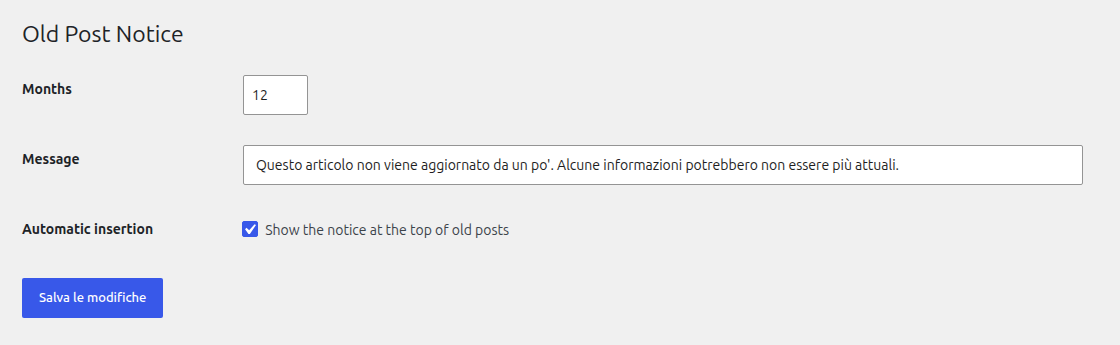 Old Post Notice
Months
12
Message
Questo articolo non viene aggiornato da un po'. Alcune informazioni potrebbero non essere più attuali.
Automatic insertion
Show the notice at the top of old posts
Salva le modifiche